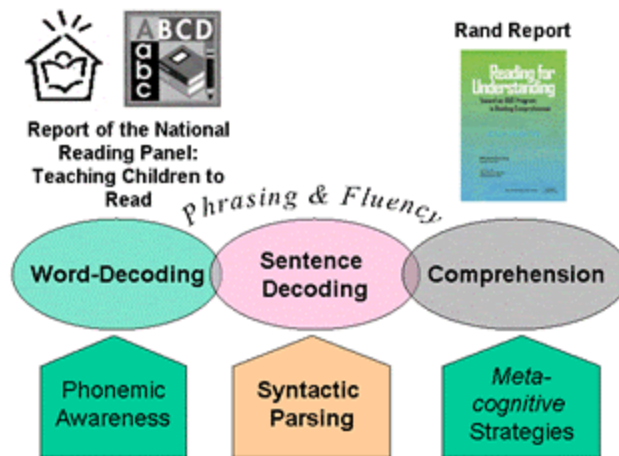 ABCD
abc
Report of the National
Reading Panel:
Teaching Children to
Read
Rand Report
Reading for
Understanding
Phrasing & Fluency
Word-Decoding
Sentence
Decoding
Comprehension
Phonemic
Awareness
Syntactic
Parsing
Meta-
cognitive
Strategies